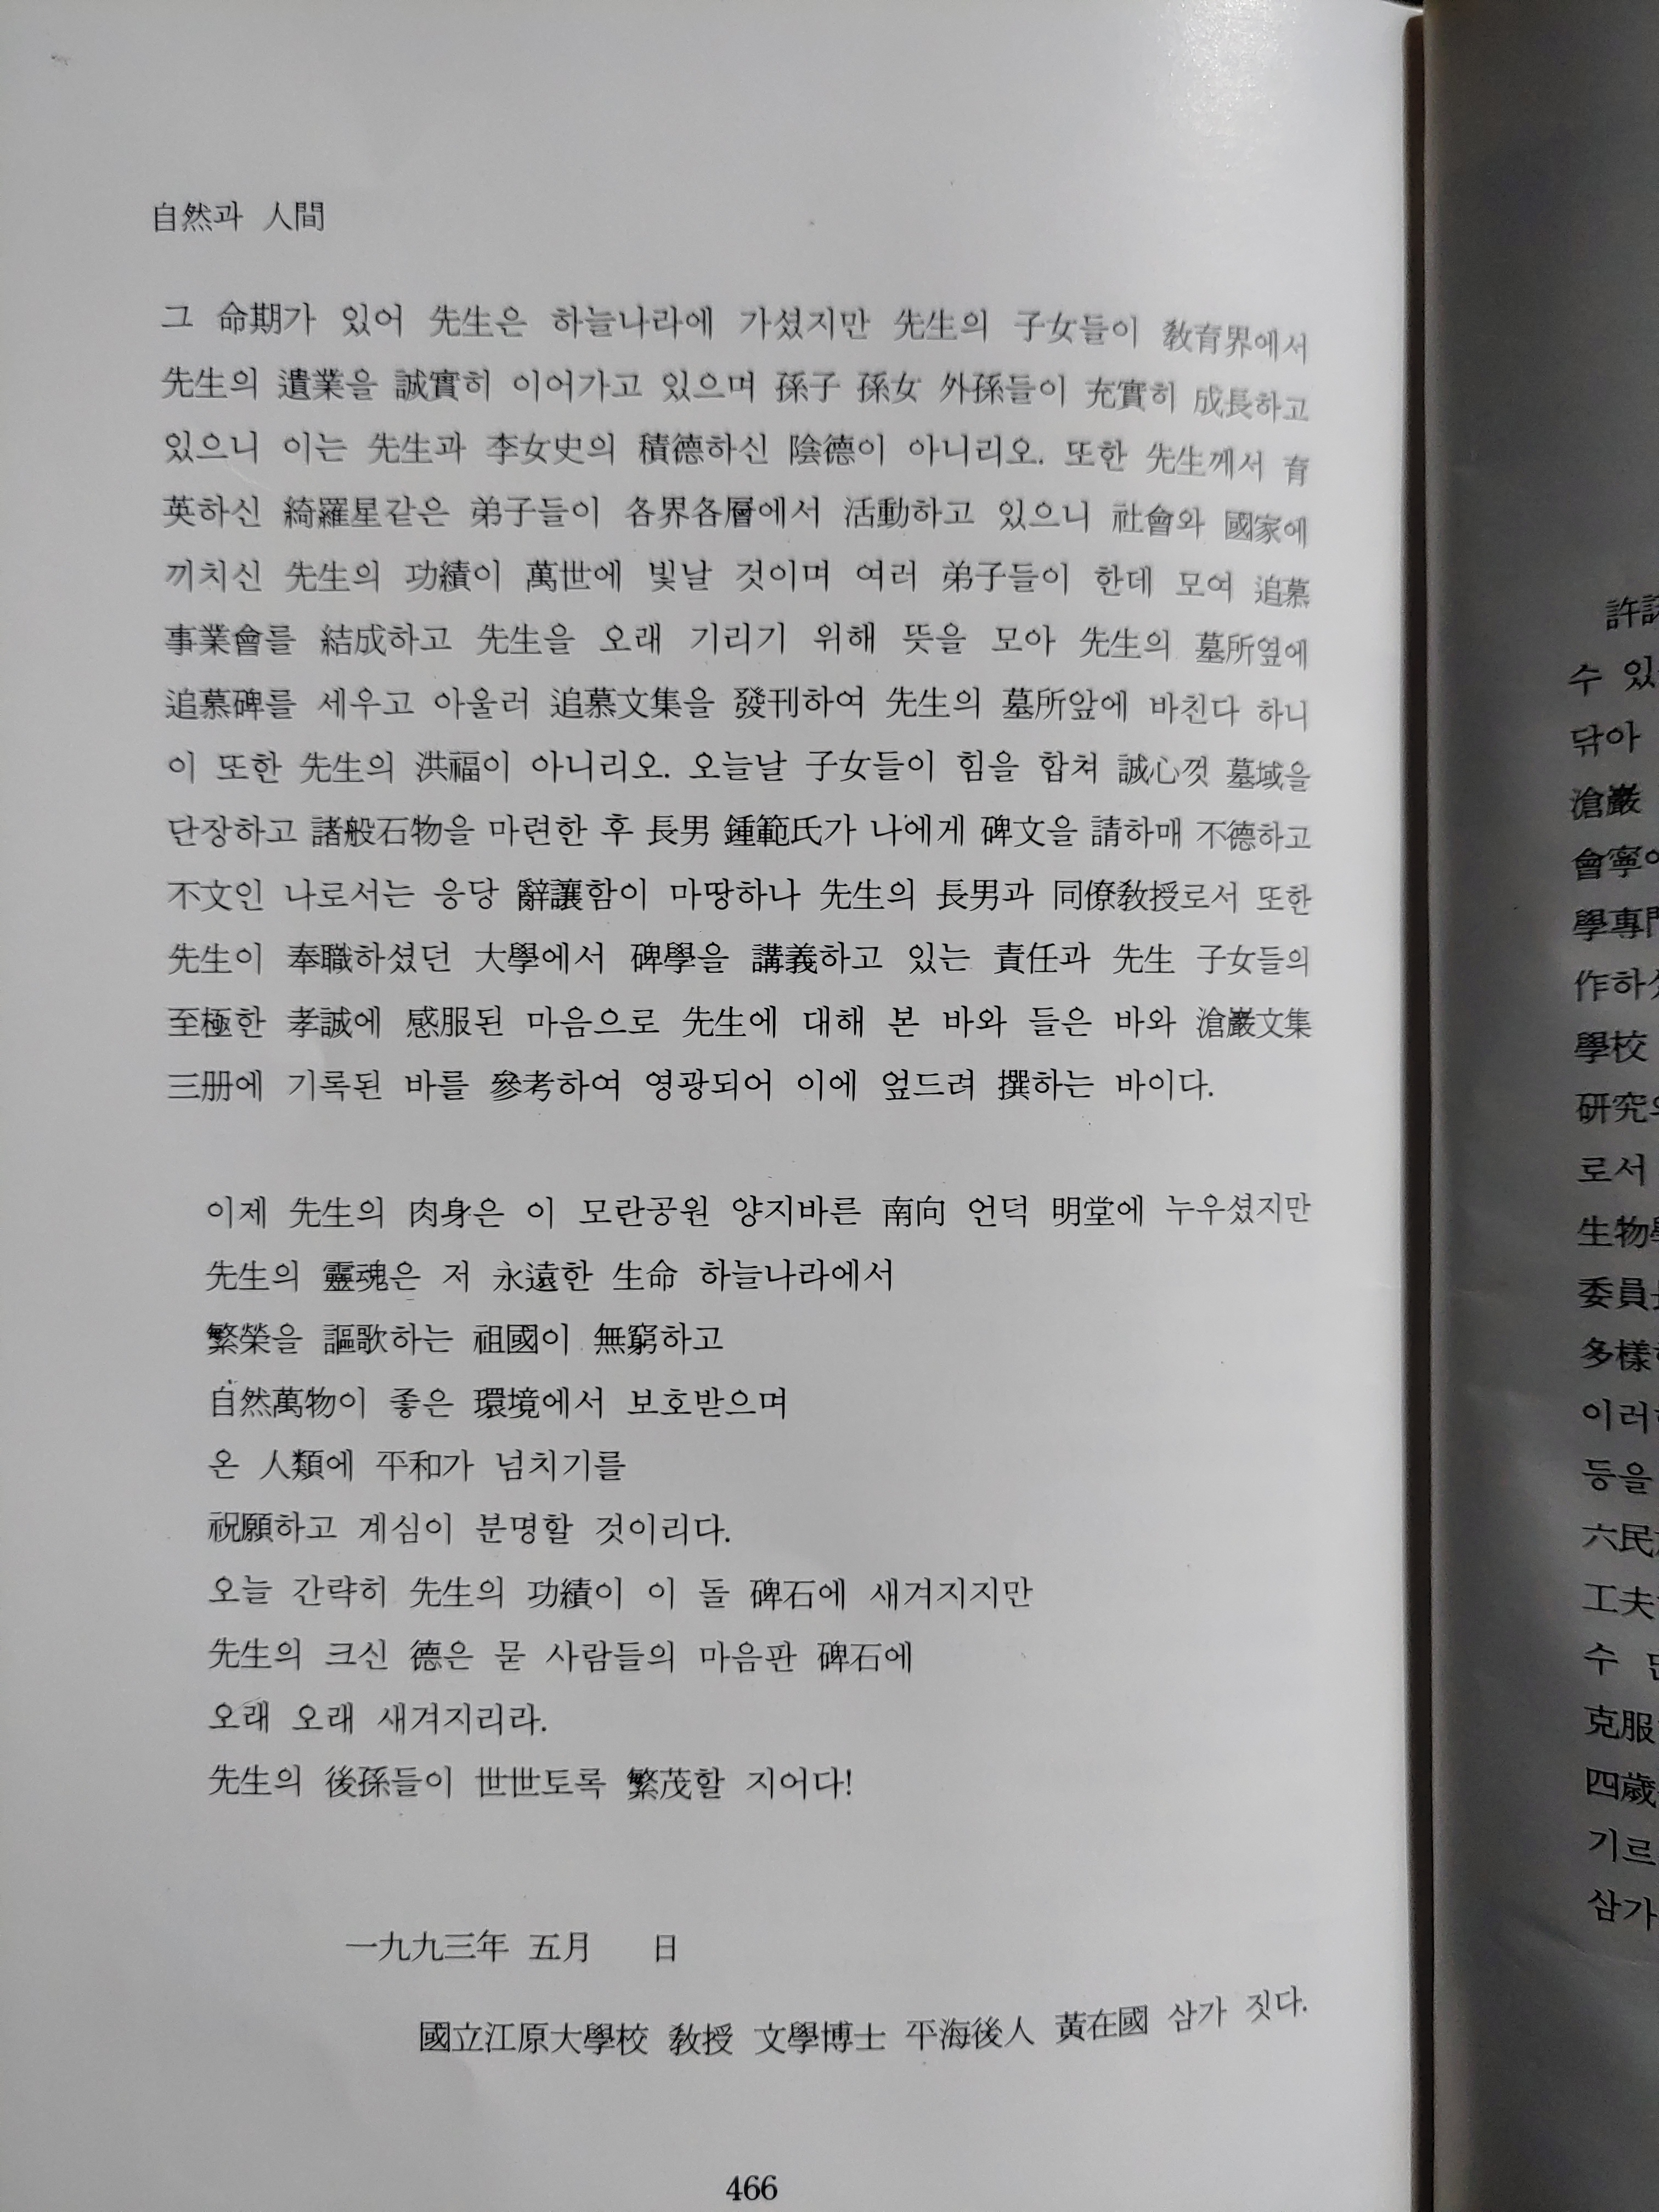 自然과 人間
그 命期가 있어 先生은 하늘나라에 가셨지만 先生의 子女들이 敎育界에서
先生의 遺業을 誠實히 이어가고 있으며 孫子 孫女 外孫들이 充實히 成長하고
있으니 이는 先生과 李女史의 積德하신 陰德이 아니리오. 또한 先生께서 育
英하신 綺羅星같은 弟子들이 各界各層에서 活動하고 있으니 社會와 國家에
끼치신 先生의 功績이 萬世에 빛날 것이며 여러 弟子들이 한데 모여 追慕
事業會를 結成하고 先生을 오래 기리기 위해 뜻을 모아 先生의 墓所옆에
追慕碑를 세우고 아울러 追慕文集을 發刊하여 先生의 墓所앞에 바친다 하니
이 또한 先生의 洪福이 아니리오. 오늘날 子女들이 힘을 합쳐 誠心껏 墓域을
단장하고 諸般石物을 마련한 후 長男 鍾範氏가 나에게 碑文을 請하매 不德하고
不文인 나로서는 응당 辭讓함이 마땅하나 先生의 長男과 同僚敎授로서 또한
先生이 奉職하셨던 大學에서 碑學을 講義하고 있는 責任과 先生 子女들의
至極한 孝誠에 感服된 마음으로 先生에 대해 본 바와 들은 바와 滄巖文集
三册에 기록된 바를 參考하여 영광되어 이에 엎드려 撰하는 바이다.
이제 先生의 肉身은 이 모란공원 양지바른 南向 언덕 明堂에 누우셨지만
先生의 靈魂은 저 永遠한 生命 하늘나라에서
繁榮을 謳歌하는 祖國이 無窮하고
自然萬物이 좋은 環境에서 보호받으며
온 人類에 平和가 넘치기를
祝願하고 계심이 분명할 것이리다.
오늘 간략히 先生의 功績이 이 돌 碑石에 새겨지지만
先生의 크신 德은 묻 사람들의 마음판 碑石에
오래 오래 새겨지리라.
先生의 後孫들이 世世토록 繁茂할 지어다!
一九九三年 五月 日
國立江原大學校 敎授 文學博士 平海後人 黃在國 삼가 짓다.
466
許
수 있
닦아
滄巖
會寧
學專門
作하
學校
硏究
로서
生物學
委員
多樣
이러
등을
六民
工夫
수
克服
四歲
기르
삼가